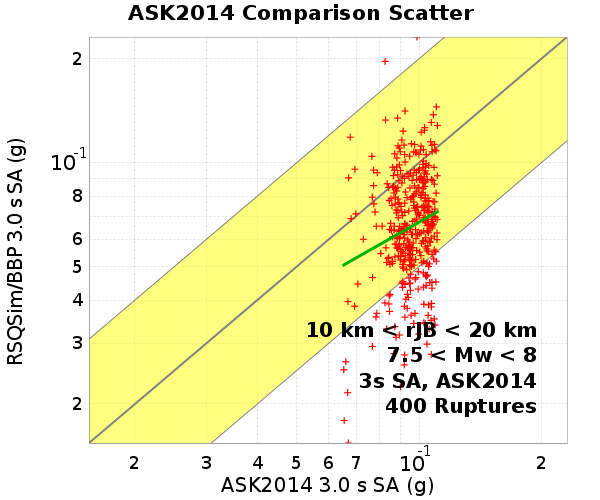 ASK2014 Comparison Scatter
RSQSim/BBP 3.0 s SA (g)
2
10-1
8
6
5
4
3
2
10 km < rJB < 20 km
7.5 < Mw < 8
3s SA, ASK2014
400 Ruptures
2 3 4 5 6 7 10-1 2
ASK2014 3.0 s SA (g)